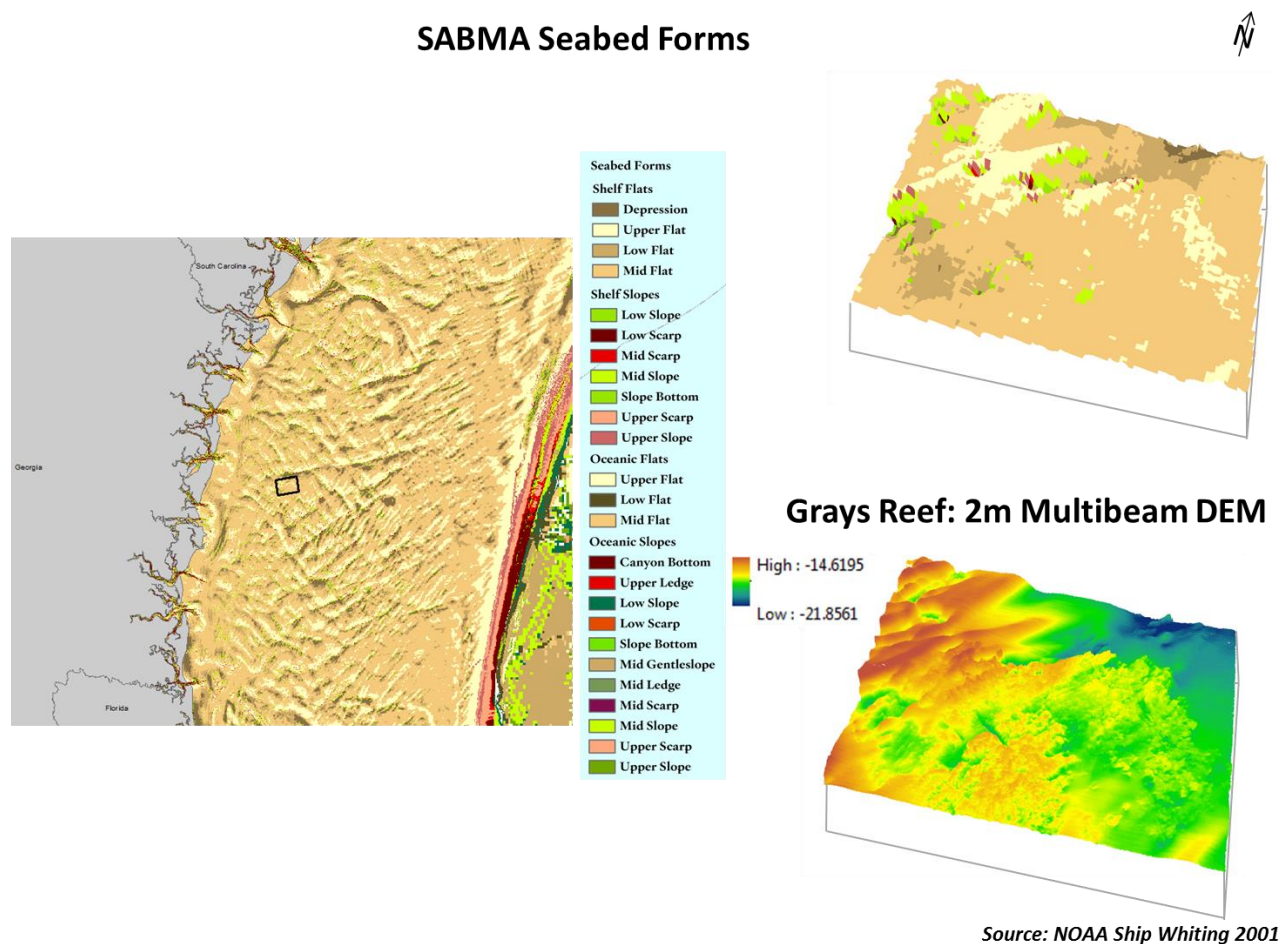 SABMA Seabed Forms
N
South Carolina
Georgia
Florida
Seabed Forms
Shelf Flats
Depression
Upper Flat
Low Flat
Mid Flat
Shelf Slopes
Low Slope
Low Scarp
Mid Scarp
Mid Slope
Slope Bottom
Upper Scarp
Upper Slope
Oceanic Flats
Upper Flat
Low Flat
Mid Flat
Oceanic Slopes
Canyon Bottom
Upper Ledge
Low Slope
Low Scarp
Slope Bottom
Mid Gentleslope
Mid Ledge
Mid Scarp
Mid Slope
Upper Scarp
Upper Slope
Grays Reef: 2m Multibeam DEM
High : -14.6195
Low : -21.8561
Source: NOAA Ship Whiting 2001